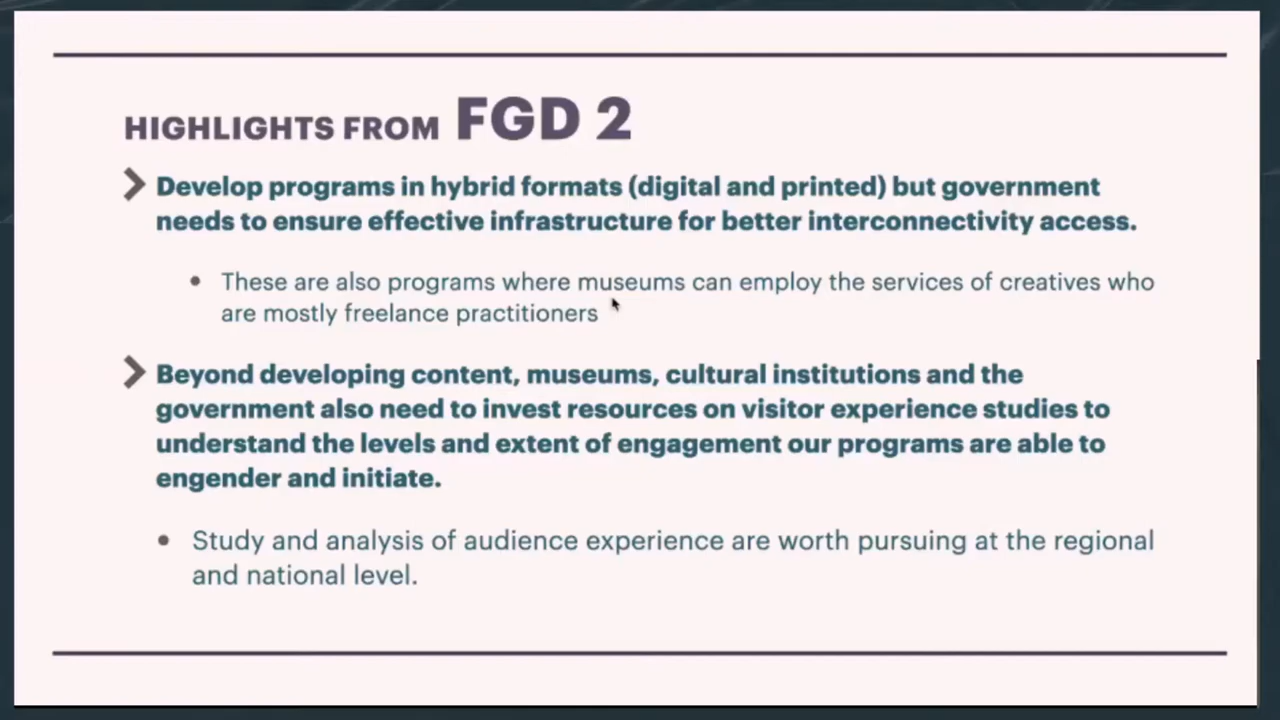 HIGHLIGHTS FROM FGD 2
Develop programs in hybrid formats (digital and printed) but government
needs to ensure effective infrastructure for better interconnectivity access.
These are also programs where museums can employ the services of creatives who
are mostly freelance practitioners
Beyond developing content, museums, cultural institutions and the
government also need to invest resources on visitor experience studies to
understand the levels and extent of engagement our programs are able to
engender and initiate.
Study and analysis of audience experience are worth pursuing at the regional
and national level.